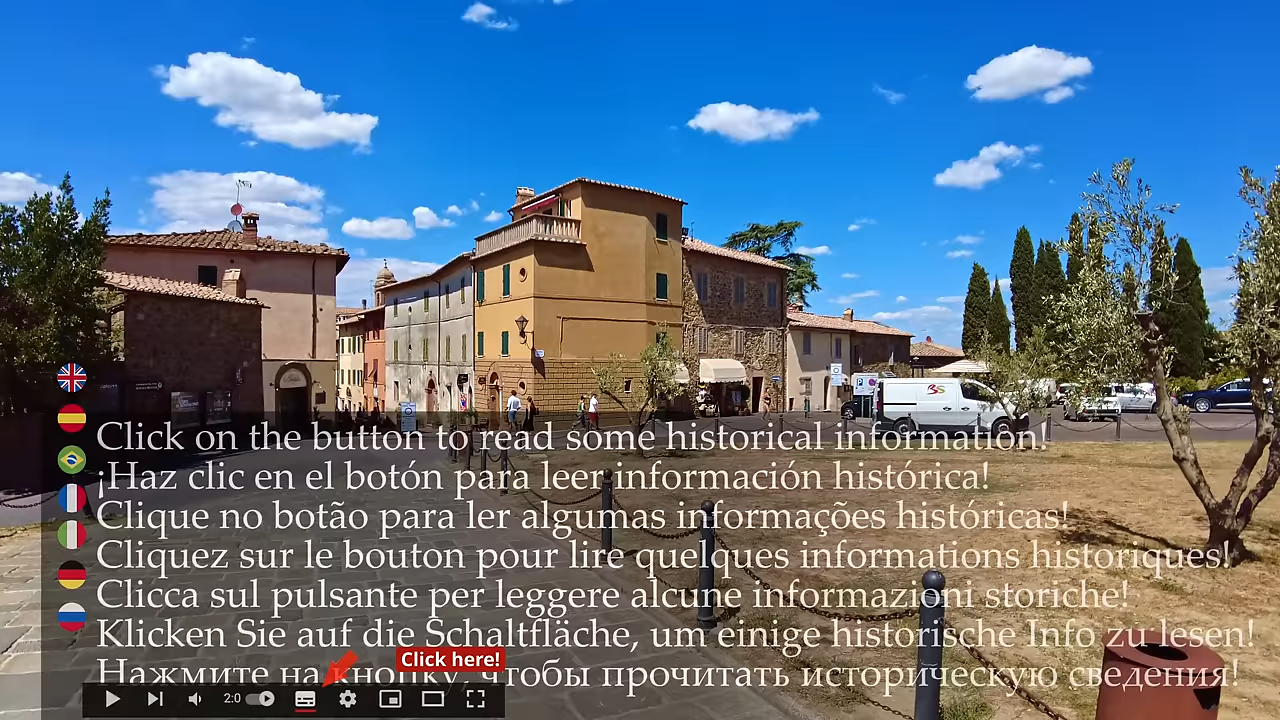 Click on the button to read some historical information!
¡Haz clic en el botón para leer información histórica!
Clique no botão para ler algumas informações históricas!
Cliquez sur le bouton pour lire quelques informations historiques!
Clicca sul pulsante per leggere alcune informazioni storiche!
Klicken Sie auf die Schaltfläche, um einige historische Info zu lesen!
Нажмите на кнопку, чтобы прочитать историческую сведения!
Click here!
2:0